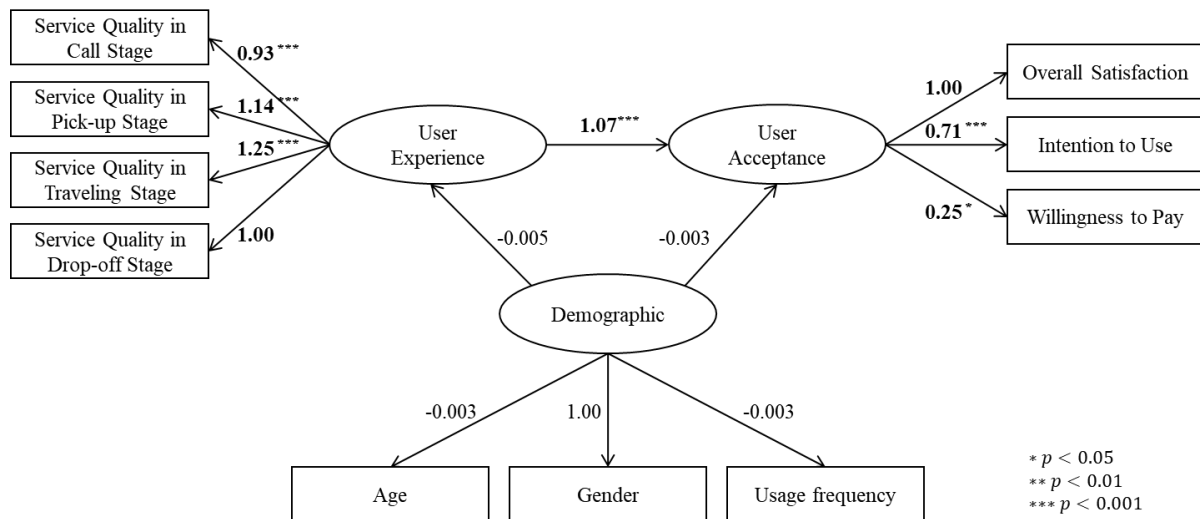 Service Quality in
Call Stage
0.93 ***
Service Quality in
Pick-up Stage
1.14 ***
Service Quality in
Traveling Stage
1.25 ***
Service Quality in
Drop-off Stage
1.00
User
Experience
1.07***
User
Acceptance
1.00
Overall Satisfaction
0.71 ***
Intention to Use
0.25 *
Willingness to Pay
-0.005
-0.003
Demographic
-0.003
1.00
-0.003
Age
Gender
Usage frequency
* p < 0.05
** p < 0.01
*** p < 0.001